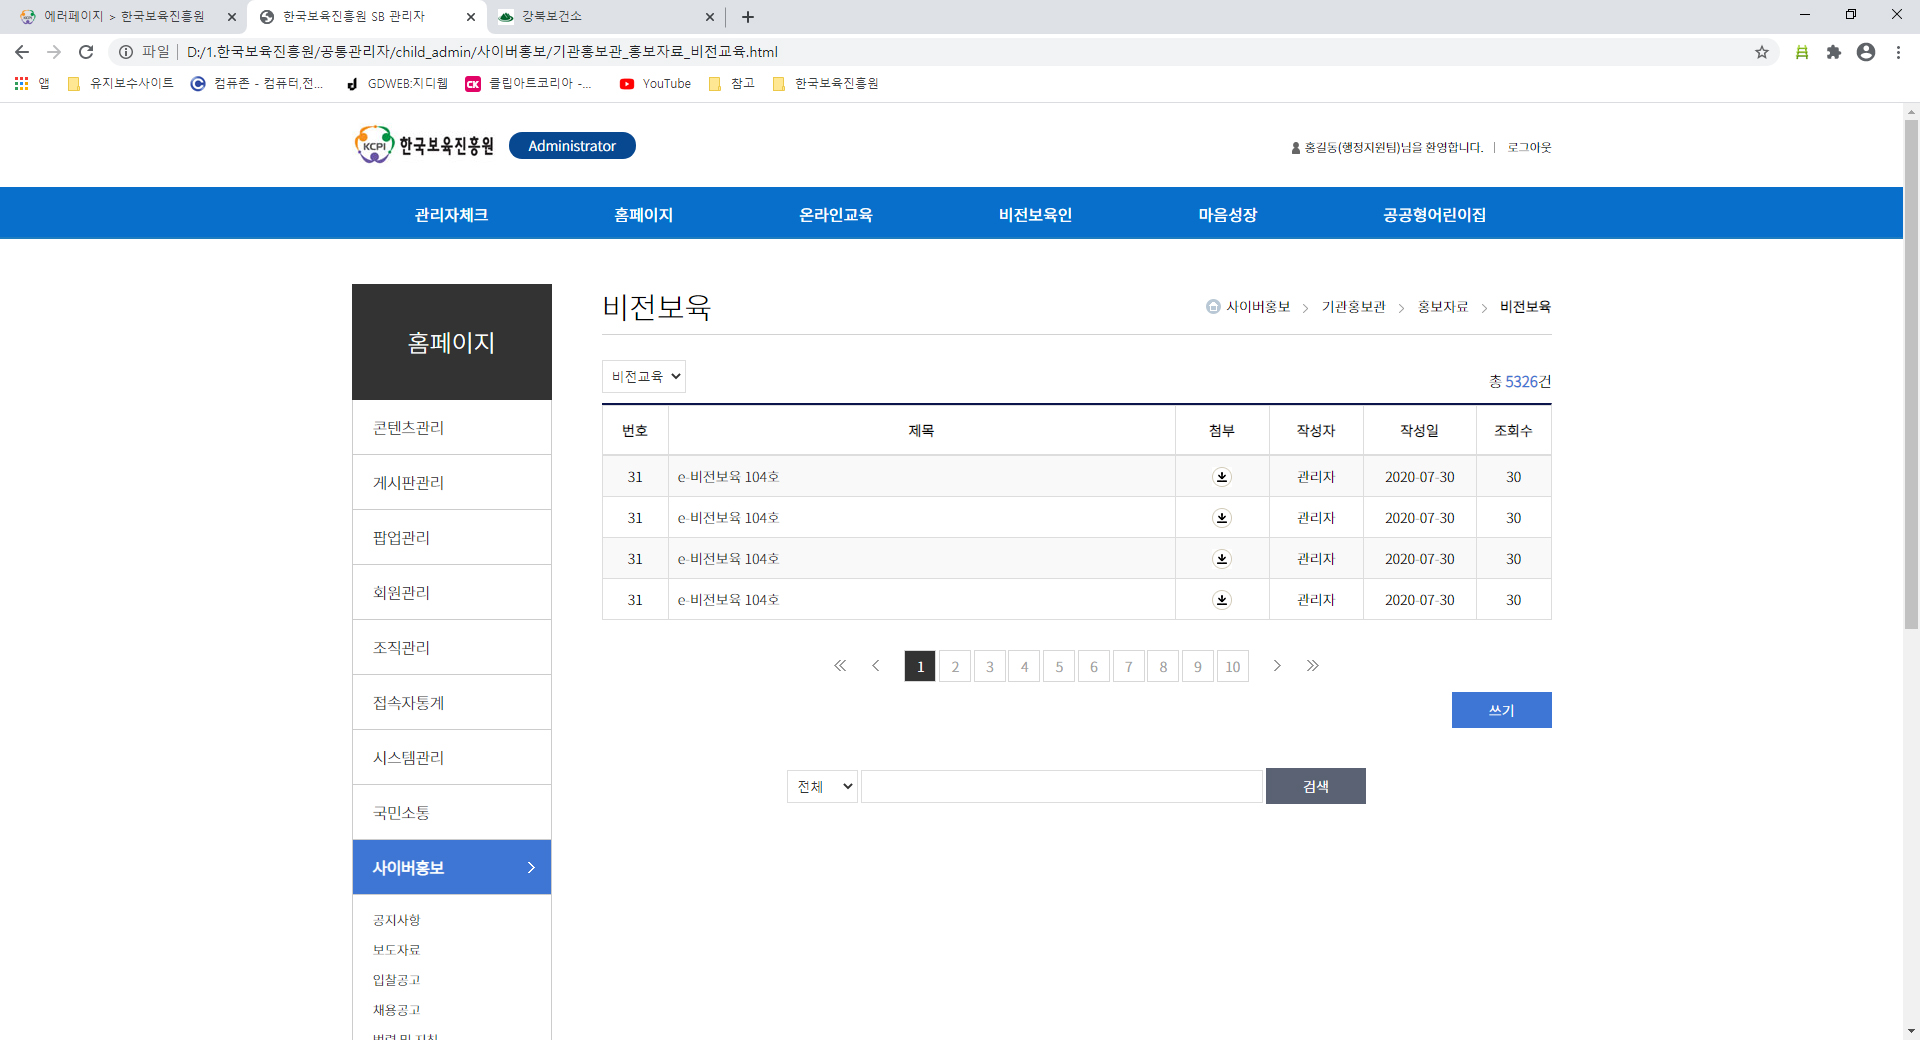 에러페이지 > 한국보육진흥원
한국보육진흥원 SB 관리자
강북보건소
파일 D:/1.한국보육진흥원/공통관리자/child_admin/사이버홍보/기관홍보관_홍보자료_비전교육.html
앱 유지보수사이트 컴퓨존 - 컴퓨터,전... GDWEB:지디웹 클립아트코리아 -... YouTube 참고 한국보육진흥원
KCPI 한국보육진흥원 Administrator
홍길동(행정지원팀)님을 환영합니다. 로그아웃
관리자체크 홈페이지 온라인교육 비전보육인 마음성장 공공형어린이집
홈페이지
콘텐츠관리
게시판관리
팝업관리
회원관리
조직관리
접속자통계
시스템관리
국민소통
사이버홍보
공지사항
보도자료
입찰공고
채용공고
비전보육
사이버홍보 > 기관홍보관 > 홍보자료 > 비전보육
비전교육
총 5326건
번호 제목 첨부 작성자 작성일 조회수
31 e-비전보육 104호 관리자 2020-07-30 30
31 e-비전보육 104호 관리자 2020-07-30 30
31 e-비전보육 104호 관리자 2020-07-30 30
31 e-비전보육 104호 관리자 2020-07-30 30
1 2 3 4 5 6 7 8 9 10
쓰기
전체 검색